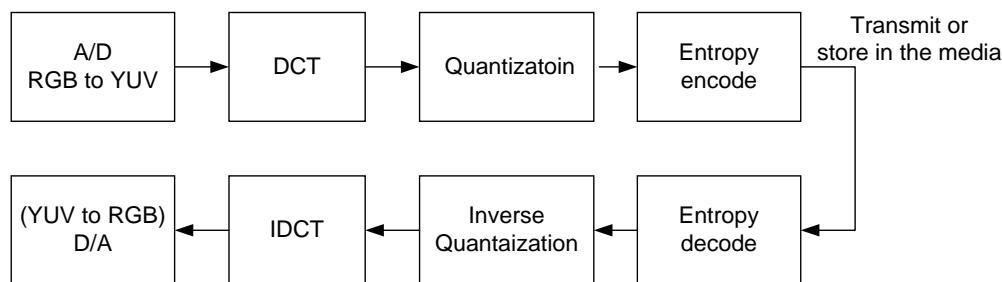 A/D
RGB to YUV
DCT
Quantizatoin
Entropy
encode
Transmit or
store in the media
(YUV to RGB)
D/A
IDCT
Inverse
Quantaization
Entropy
decode